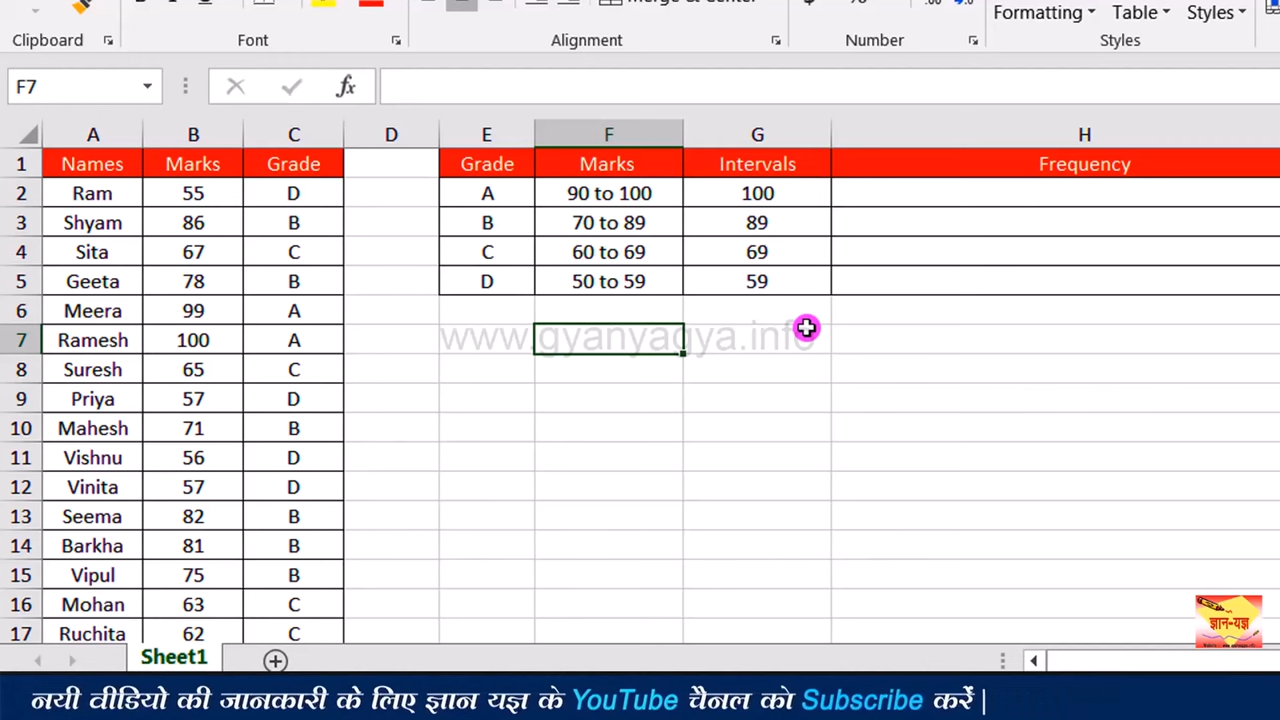 Clipboard Font Alignment Number Formatting Table Styles
Styles
F7 fx
A B C D E F G H
1 Names Marks Grade Grade Marks Intervals Frequency
2 Ram 55 D A 90 to 100 100
3 Shyam 86 B B 70 to 89 89
4 Sita 67 C C 60 to 69 69
5 Geeta 78 B D 50 to 59 59
6 Meera 99 A
7 Ramesh 100 A www.gyanyagya.info
8 Suresh 65 C
9 Priya 57 D
10 Mahesh 71 B
11 Vishnu 56 D
12 Vinita 57 D
13 Seema 82 B
14 Barkha 81 B
15 Vipul 75 B
16 Mohan 63 C
17 Ruchita 62 C
ज्ञान-यज्ञ
Sheet1
नयी वीडियो की जानकारी के लिए ज्ञान यज्ञ के YouTube चैनल को Subscribe करें |